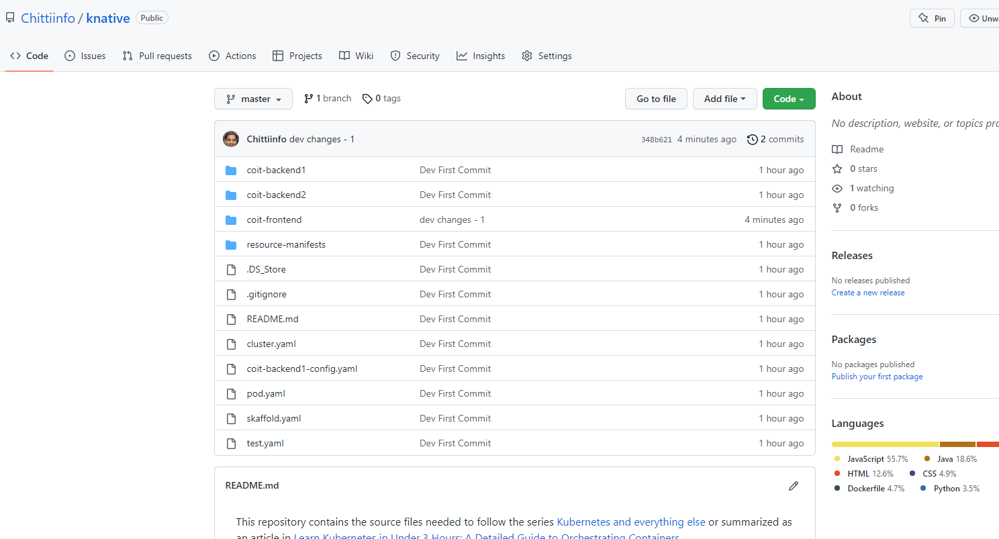 Chittiinfo / knative Public Pin
Code Issues Pull requests Actions Projects Wiki Security Insights Settings
master 1 branch 0 tags Go to file Add file Code
Chittiinfo dev changes - 1 348b621 4 minutes ago 2 commits
coit-backend1 Dev First Commit 1 hour ago
coit-backend2 Dev First Commit 1 hour ago
coit-frontend dev changes - 1 4 minutes ago
resource-manifests Dev First Commit 1 hour ago
.DS_Store Dev First Commit 1 hour ago
.gitignore Dev First Commit 1 hour ago
README.md Dev First Commit 1 hour ago
cluster.yaml Dev First Commit 1 hour ago
coit-backend1-config.yaml Dev First Commit 1 hour ago
pod.yaml Dev First Commit 1 hour ago
skaffold.yaml Dev First Commit 1 hour ago
test.yaml Dev First Commit 1 hour ago
README.md
This repository contains the source files needed to follow the series Kubernetes and everything else or summarized as
an article in Learn Kubernetes in Under 3 Hours: A Detailed Guide to Orchestrating Containers
About
No description, website, or topics
Readme
0 stars
1 watching
0 forks
Releases
No releases published
Create a new release
Packages
No packages published
Publish your first package
Languages
JavaScript 55.7% Java 18.6%
HTML 12.6% CSS 4.9%
Dockerfile 4.7% Python 3.5%